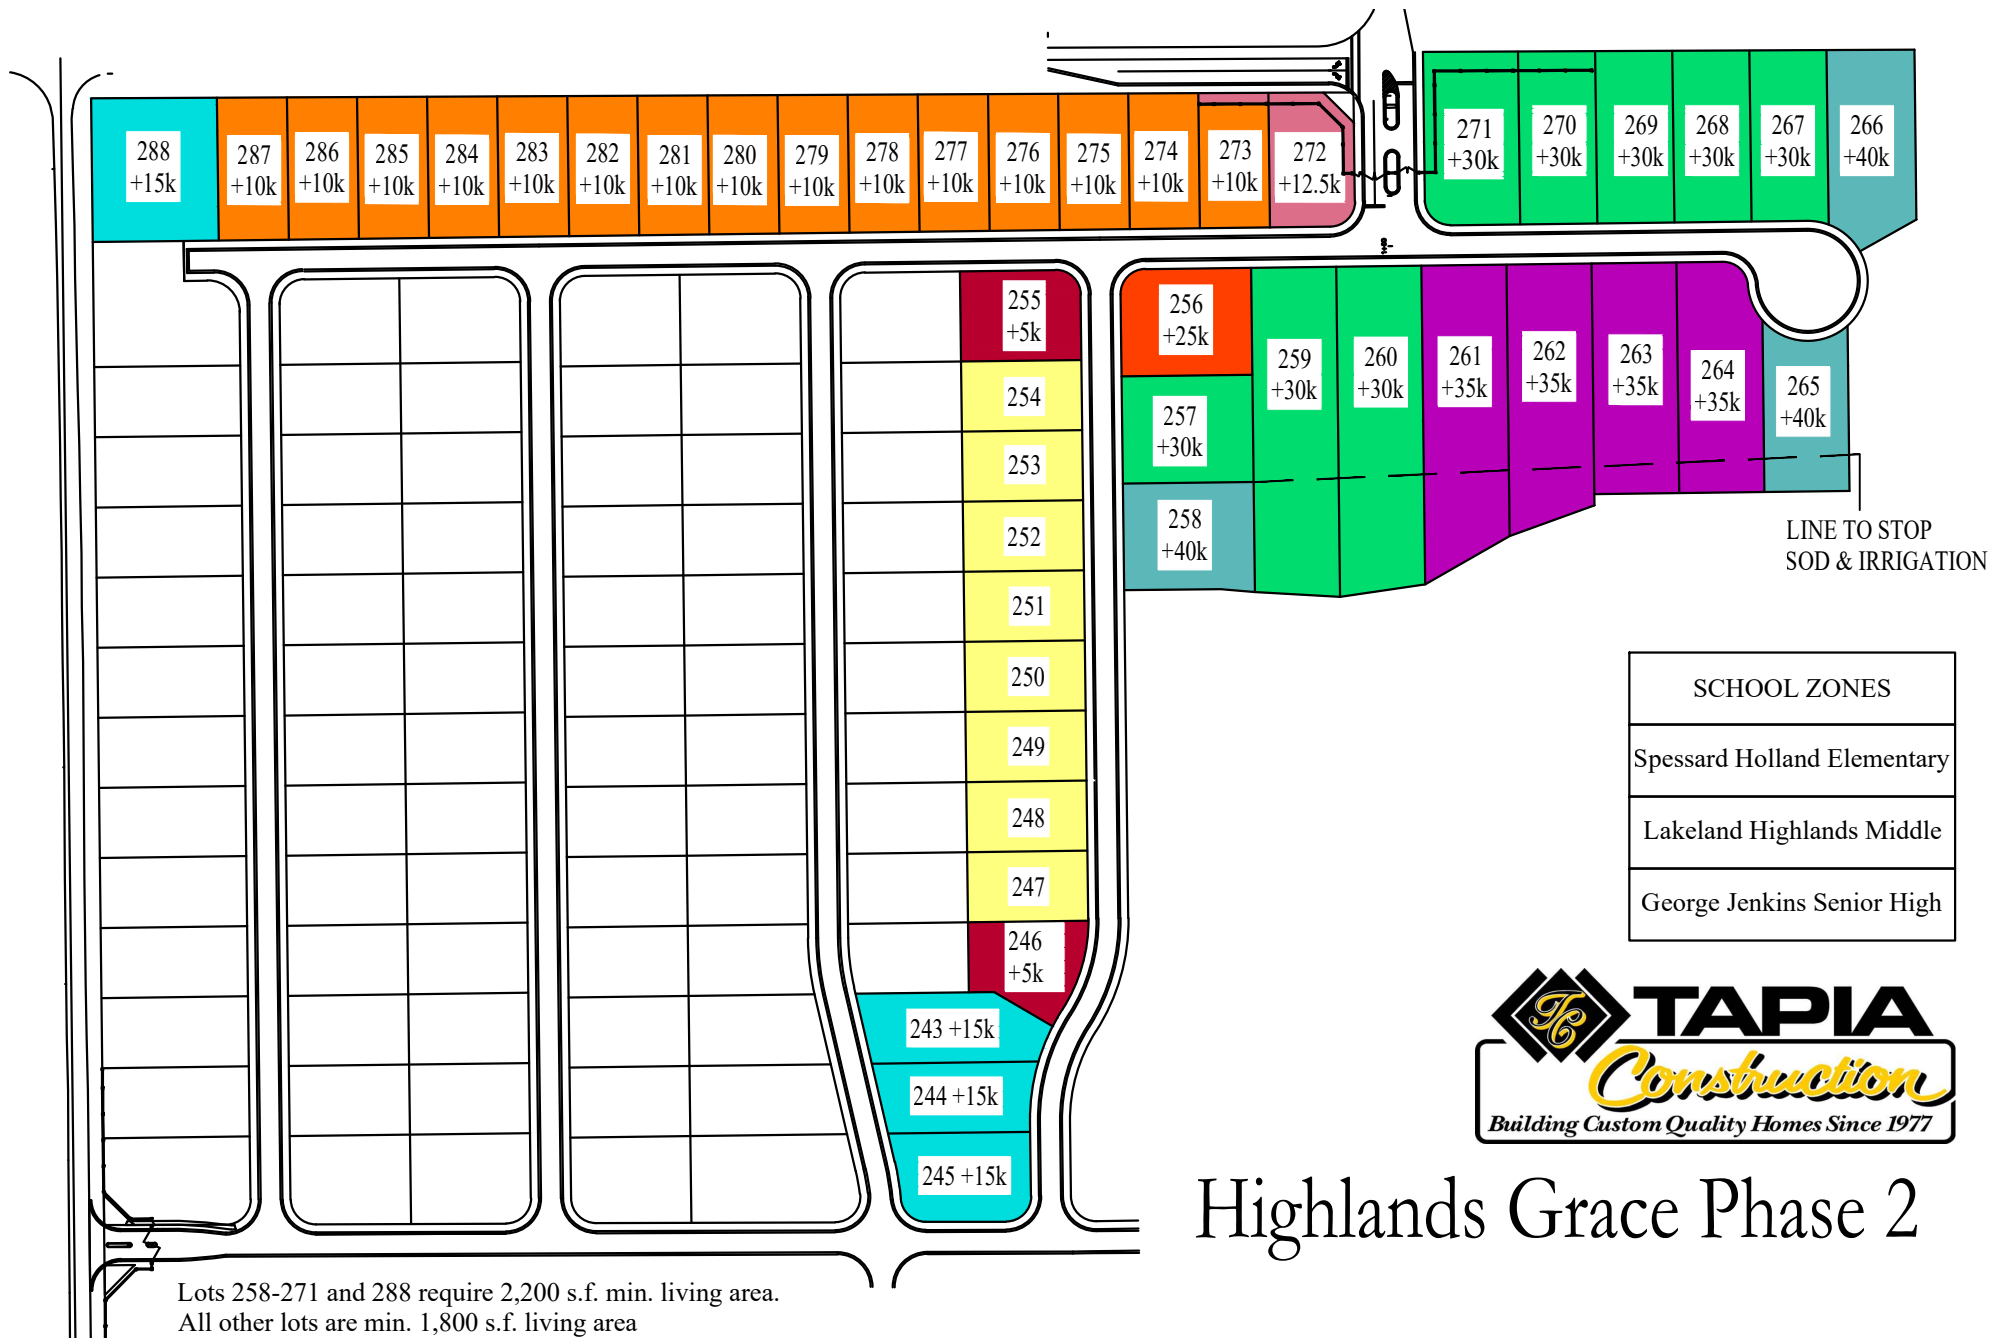 288
+15k
287
+10k
286
+10k
285
+10k
284
+10k
283
+10k
282
+10k
281
+10k
280
+10k
279
+10k
278
+10k
277
+10k
276
+10k
275
+10k
274
+10k
273
+10k
272
+12.5k
271
+30k
270
+30k
269
+30k
268
+30k
267
+30k
266
+40k
255
+5k
254
253
252
251
250
249
248
247
246
+5k
243 +15k
244 +15k
245 +15k
256
+25k
257
+30k
258
+40k
259
+30k
260
+30k
261
+35k
262
+35k
263
+35k
264
+35k
265
+40k
LINE TO STOP
SOD & IRRIGATION
SCHOOL ZONES
Spessard Holland Elementary
Lakeland Highlands Middle
George Jenkins Senior High
TC
TAPIA
Construction
Building Custom Quality Homes Since 1977
Highlands Grace Phase 2
Lots 258-271 and 288 require 2,200 s.f. min. living area.
All other lots are min. 1,800 s.f. living area